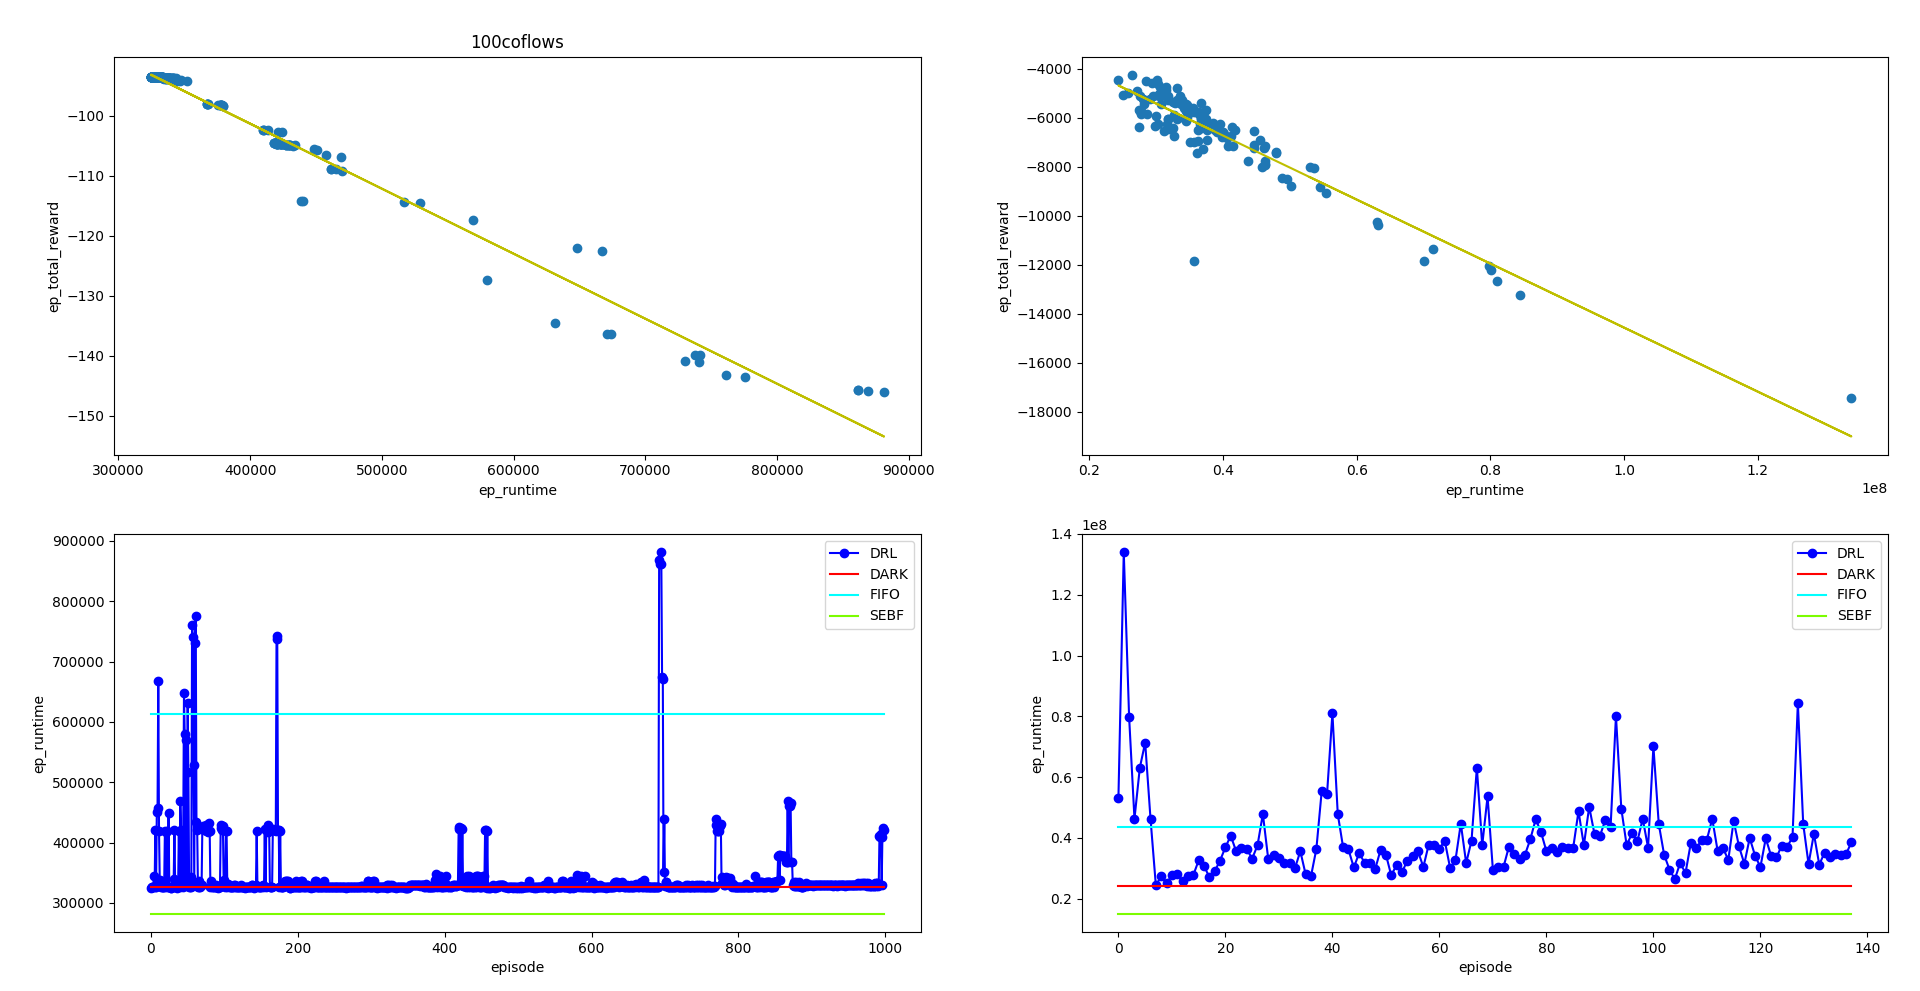 100coflows
−100
−110
−120
−130
−140
−150
ep_total_reward
300000 400000 500000 600000 700000 800000 900000
ep_runtime
−4000
−6000
−8000
−10000
−12000
−14000
−16000
−18000
ep_total_reward
0.2 0.4 0.6 0.8 1.0 1.2
1e8
ep_runtime
900000
800000
700000
600000
500000
400000
300000
ep_runtime
DRL
DARK
FIFO
SEBF
0 200 400 600 800 1000
episode
1e8
1.4
1.2
1.0
0.8
0.6
0.4
0.2
ep_runtime
DRL
DARK
FIFO
SEBF
0 20 40 60 80 100 120 140
episode